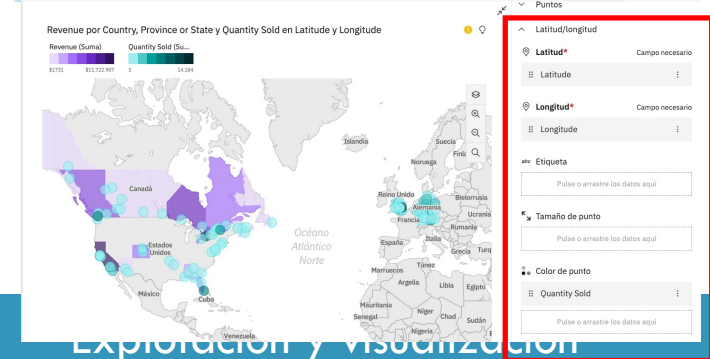 Puntos
Revenue por Country, Province or State y Quantity Sold en Latitude y Longitude
Revenue (Suma)
Quantity Sold (Su...
$1731
$11.722.907
3
14.184
Latitud/longitud
Latitud*
Campo necesario
Latitude
Longitud*
Campo necesario
Longitude
abc Etiqueta
Pulse o arrastre los datos aquí
Tamaño de punto
Pulse o arrastre los datos aquí
Color de punto
Quantity Sold
Pulse o arrastre los datos aquí
Islandia
Suecia
Noruega
Canadá
Reino Unido
Bielorrusia
Alemania
Ucrania
Francia
Rumania
Océano
Atlántico
Norte
Estados
Unidos
España
Italia
Grecia
Túnez
Marruecos
Argelia
Libia
Egipto
México
Cuba
Mauritania
Senegal
Níger
Chad
Sudán
Nigeria
Venezuela
Exploración y visualización